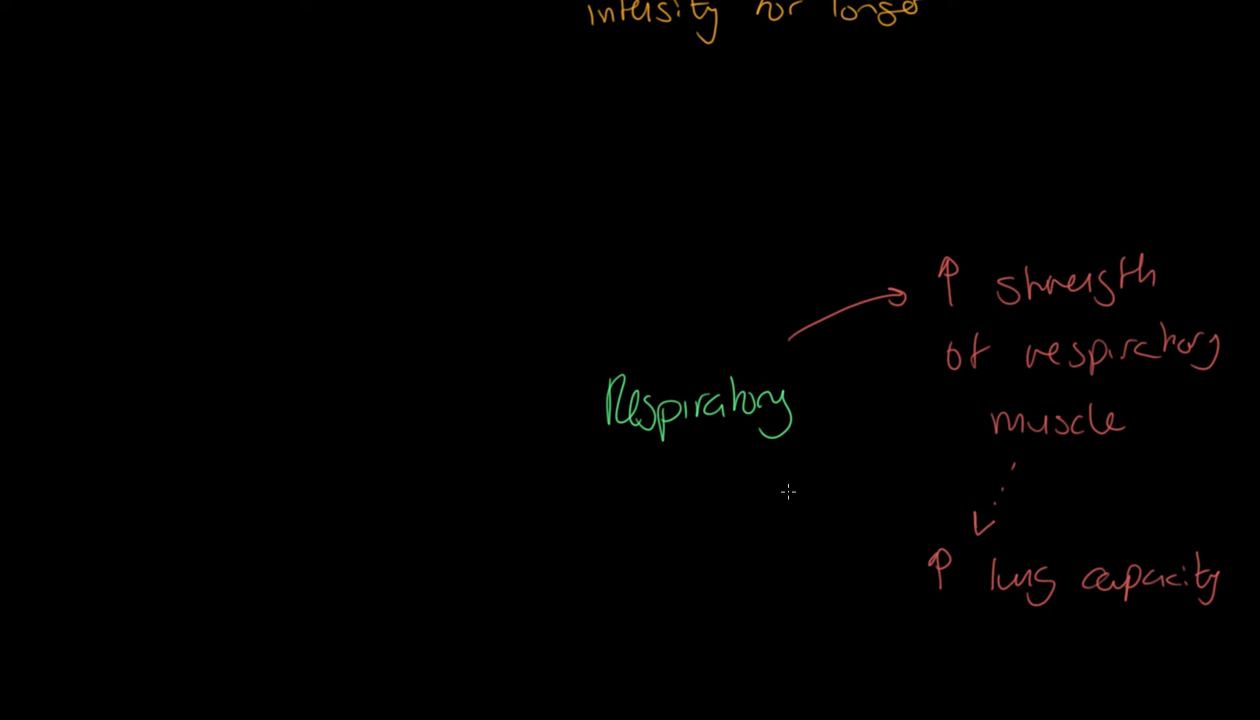 intensity for longer
Respiratory
↑ strength
of respiratory
muscle
↑ lung capacity